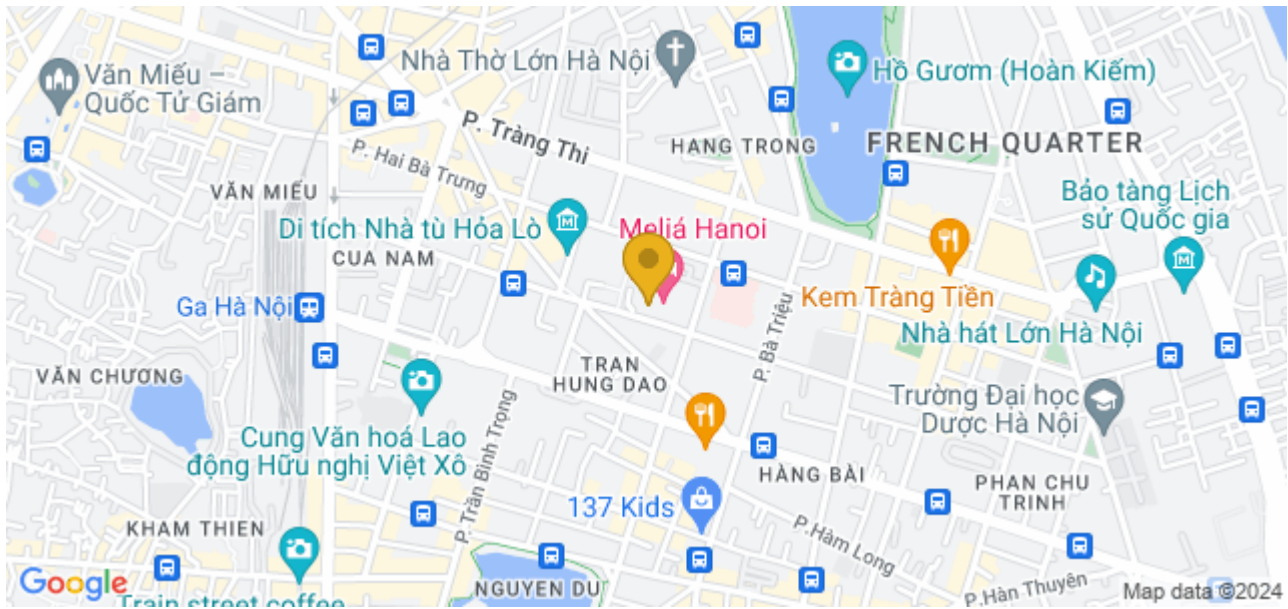 Văn Miếu –
Quốc Tử Giám
Nhà Thờ Lớn Hà Nội
Hồ Gươm (Hoàn Kiếm)
P. Tràng Thi
P. Hai Bà Trưng
HANG TRONG
FRENCH QUARTER
VĂN MIẾU
Bảo tàng Lịch
sử Quốc gia
Di tích Nhà tù Hỏa Lò
Meliá Hanoi
CUA NAM
Ga Hà Nội
Kem Tràng Tiền
Nhà hát Lớn Hà Nội
P. Bà Triệu
VĂN CHƯƠNG
TRAN
HUNG DAO
Trường Đại học
Dược Hà Nội
P. Trần Bình Trọng
Cung Văn hoá Lao
động Hữu nghị Việt Xô
HÀNG BÀI
PHAN CHU
TRINH
137 Kids
P.Hàm Long
KHAM THIEN
NGUYEN DU
P.Hàn Thuyên
Google
Train street coffee
Map data ©2024